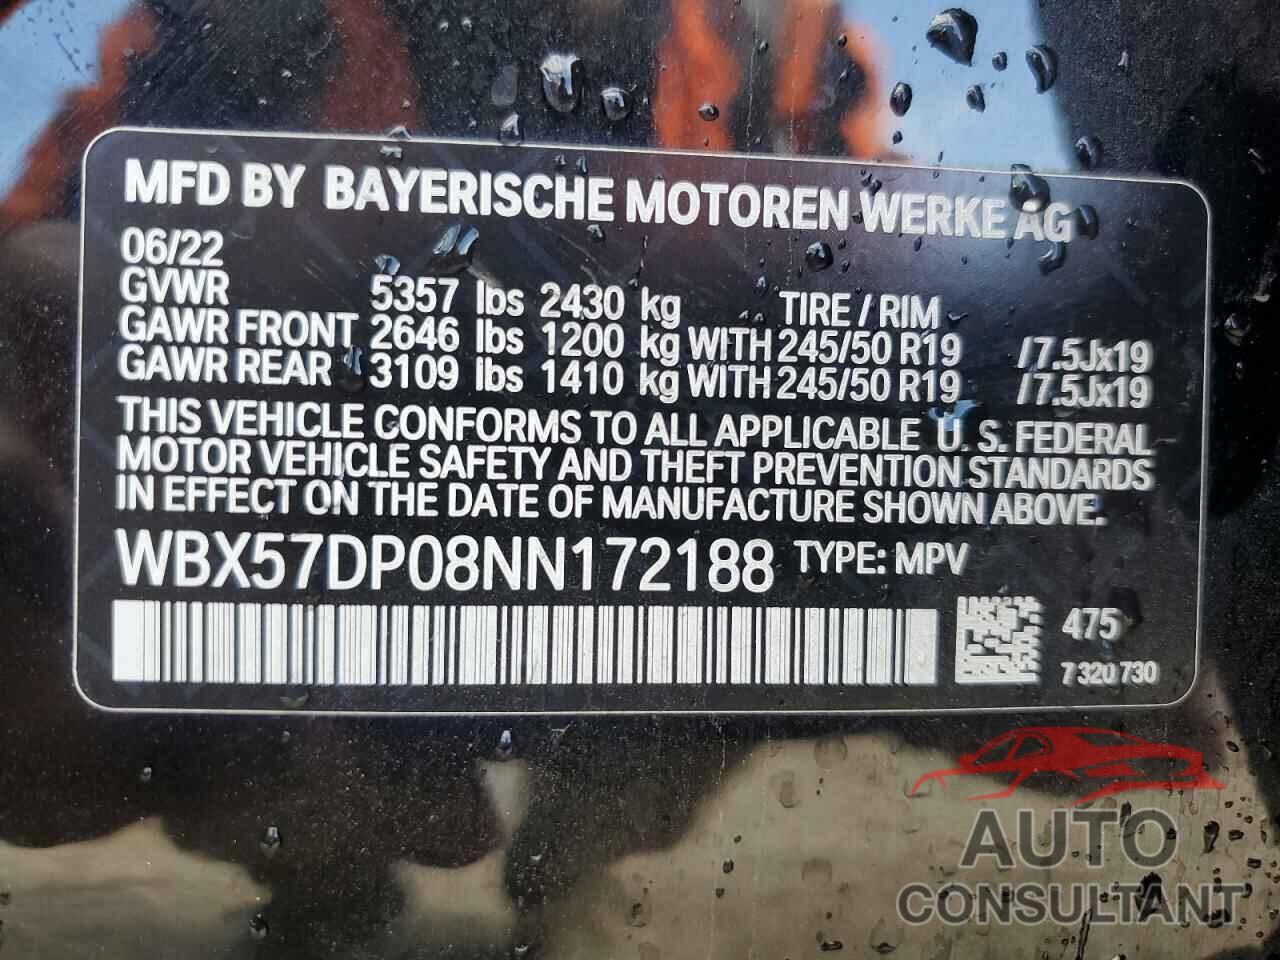 MFD BY BAYERISCHE MOTOREN WERKE AG
06/22
GVWR 5357 lbs 2430 kg TIRE / RIM
GAWR FRONT 2646 lbs 1200 kg WITH 245/50 R19 /7.5Jx19
GAWR REAR 3109 lbs 1410 kg WITH 245/50 R19 /7.5Jx19
THIS VEHICLE CONFORMS TO ALL APPLICABLE U. S. FEDERAL
MOTOR VEHICLE SAFETY AND THEFT PREVENTION STANDARDS
IN EFFECT ON THE DATE OF MANUFACTURE SHOWN ABOVE.
WBX57DP08NN172188 TYPE: MPV
475
7 320 730
AUTO
CONSULTANT